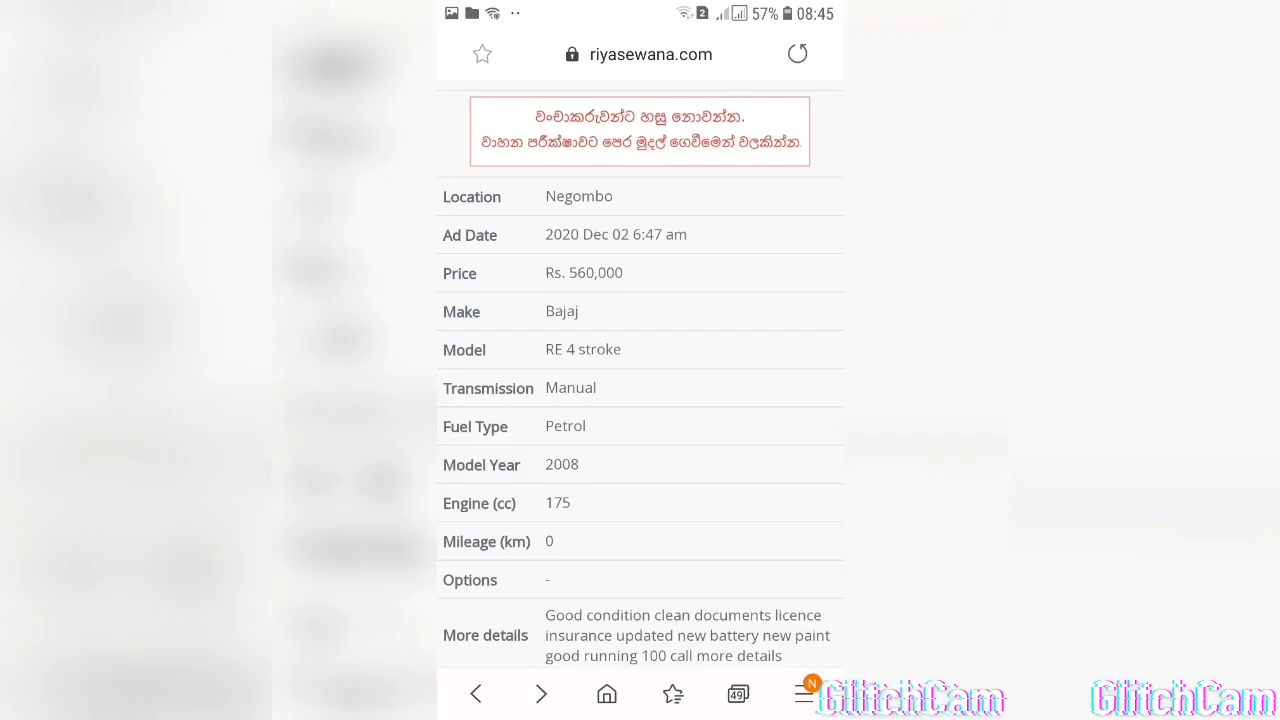 2 57% 08:45
riyasewana.com
වංචාකරුවන්ට හසු නොවන්න.
වාහන පරීක්ෂාවට පෙර මුදල් ගෙවීමෙන් වලකින්න.
Location Negombo
Ad Date 2020 Dec 02 6:47 am
Price Rs. 560,000
Make Bajaj
Model RE 4 stroke
Transmission Manual
Fuel Type Petrol
Model Year 2008
Engine (cc) 175
Mileage (km) 0
Options -
More details Good condition clean documents licence
insurance updated new battery new paint
good running 100 call more details
49 N
GlitchCam GlitchCam